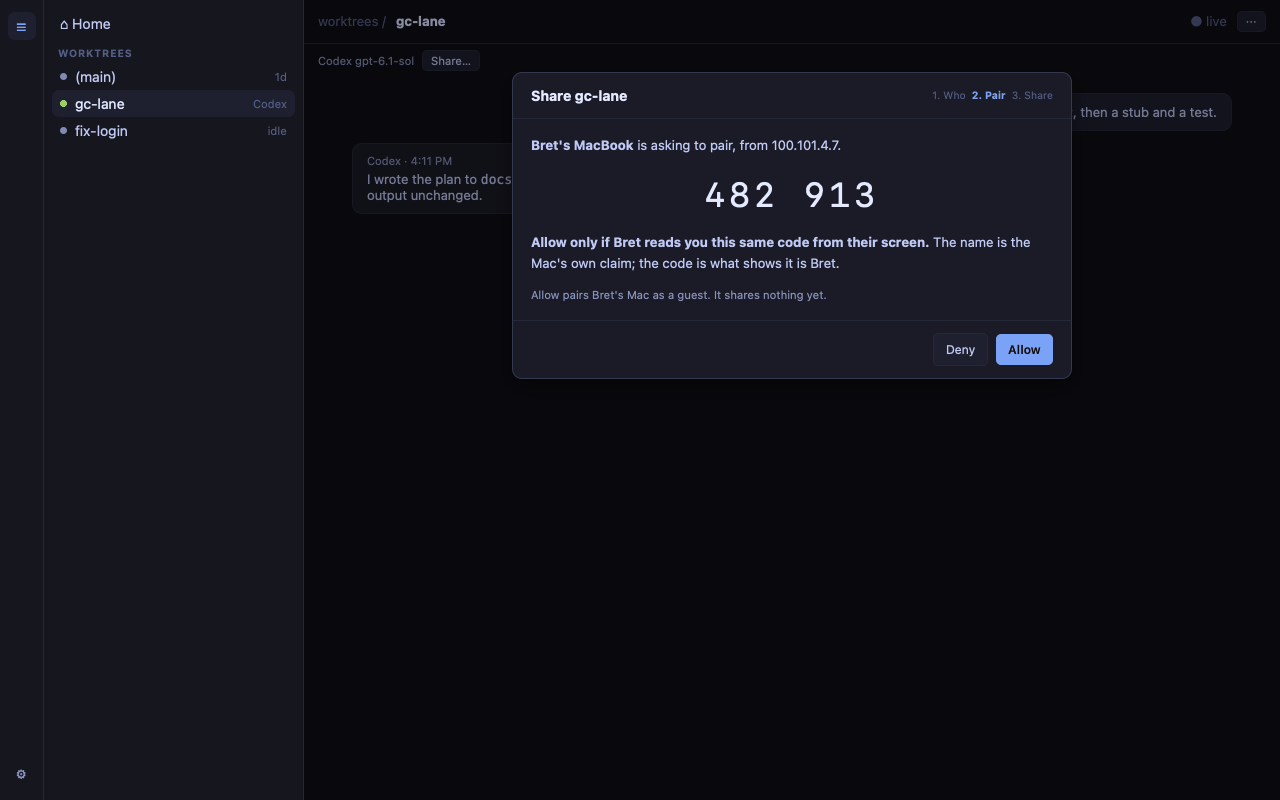 ≡
⌂ Home
WORKTREES
(main) 1d
gc-lane Codex
fix-login idle
⚙
worktrees / gc-lane
live ···
Codex gpt-6.1-sol Share…
, then a stub and a test.
Codex · 4:11 PM
I wrote the plan to docs
output unchanged.
Share gc-lane
1. Who 2. Pair 3. Share
Bret's MacBook is asking to pair, from 100.101.4.7.
482 913
Allow only if Bret reads you this same code from their screen. The name is the
Mac's own claim; the code is what shows it is Bret.
Allow pairs Bret's Mac as a guest. It shares nothing yet.
Deny Allow